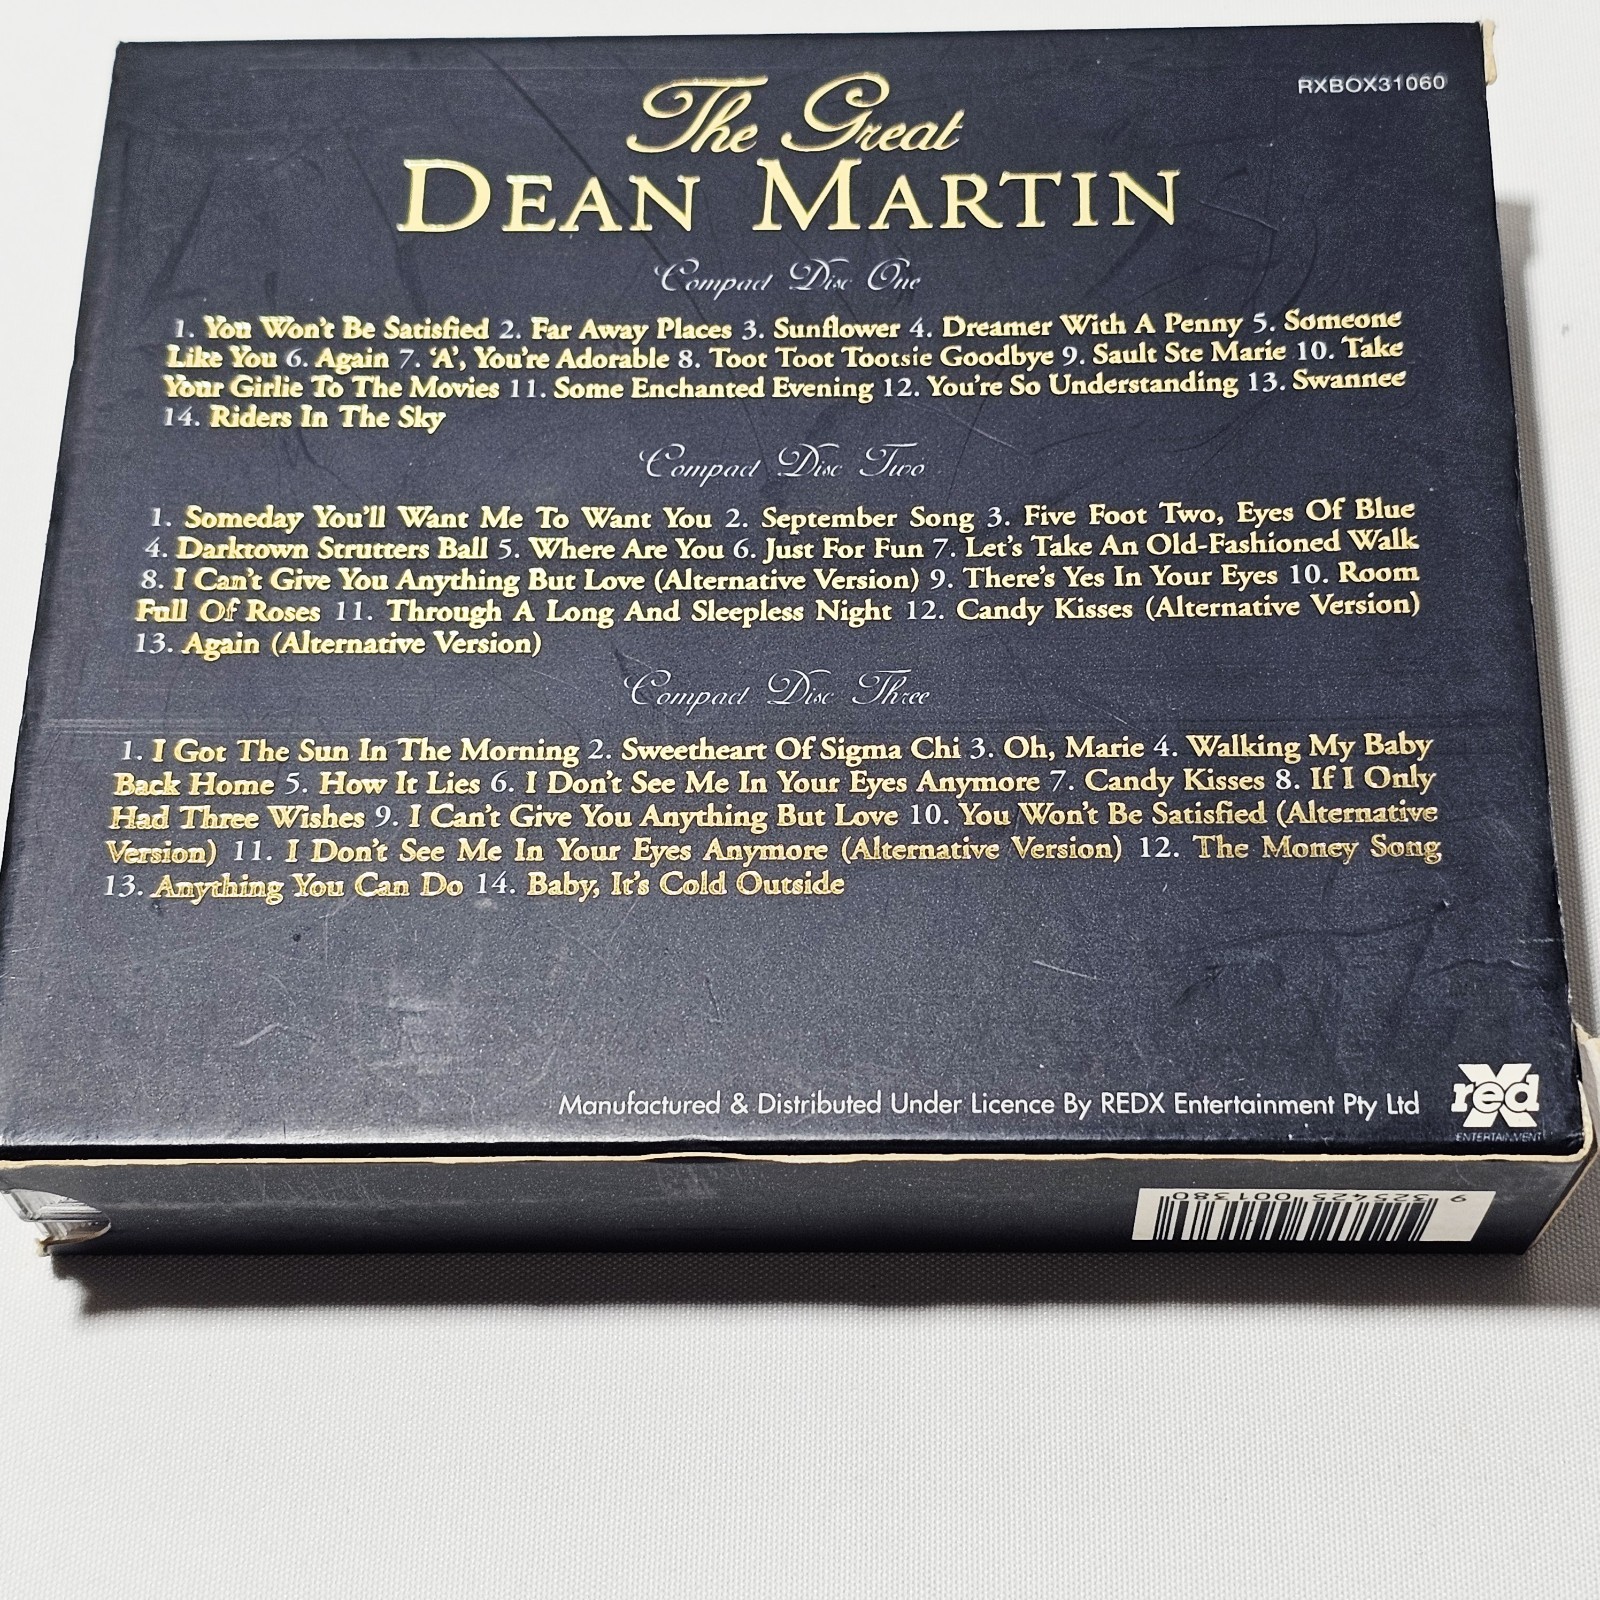 The Great
RXBOX31060
DEAN MARTIN
Compact Disc One
1. You Won't Be Satisfied 2. Far Away Places 3. Sunflower 4. Dreamer With A Penny 5. Someone
Like You 6. Again 7. 'A', You're Adorable 8. Toot Toot Tootsie Goodbye 9. Sault Ste Marie 10. Take
Your Girlie To The Movies 11. Some Enchanted Evening 12. You're So Understanding 13. Swannee
14. Riders In The Sky
Compact Disc Two
1. Someday You'll Want Me To Want You 2. September Song 3. Five Foot Two, Eyes Of Blue
4. Darktown Strutters Ball 5. Where Are You 6. Just For Fun 7. Let's Take An Old-Fashioned Walk
8. I Can't Give You Anything But Love (Alternative Version) 9. There's Yes In Your Eyes 10. Room
Full Of Roses 11. Through A Long And Sleepless Night 12. Candy Kisses (Alternative Version)
13. Again (Alternative Version)
Compact Disc Three
1. I Got The Sun In The Morning 2. Sweetheart Of Sigma Chi 3. Oh, Marie 4. Walking My Baby
Back Home 5. How It Lies 6. I Don't See Me In Your Eyes Anymore 7. Candy Kisses 8. If I Only
Had Three Wishes 9. I Can't Give You Anything But Love 10. You Won't Be Satisfied (Alternative
Version) 11. I Don't See Me In Your Eyes Anymore (Alternative Version) 12. The Money Song
13. Anything You Can Do 14. Baby, It's Cold Outside
Manufactured & Distributed Under Licence By REDX Entertainment Pty Ltd
red X
ENTERTAINMENT
9 325425 001380